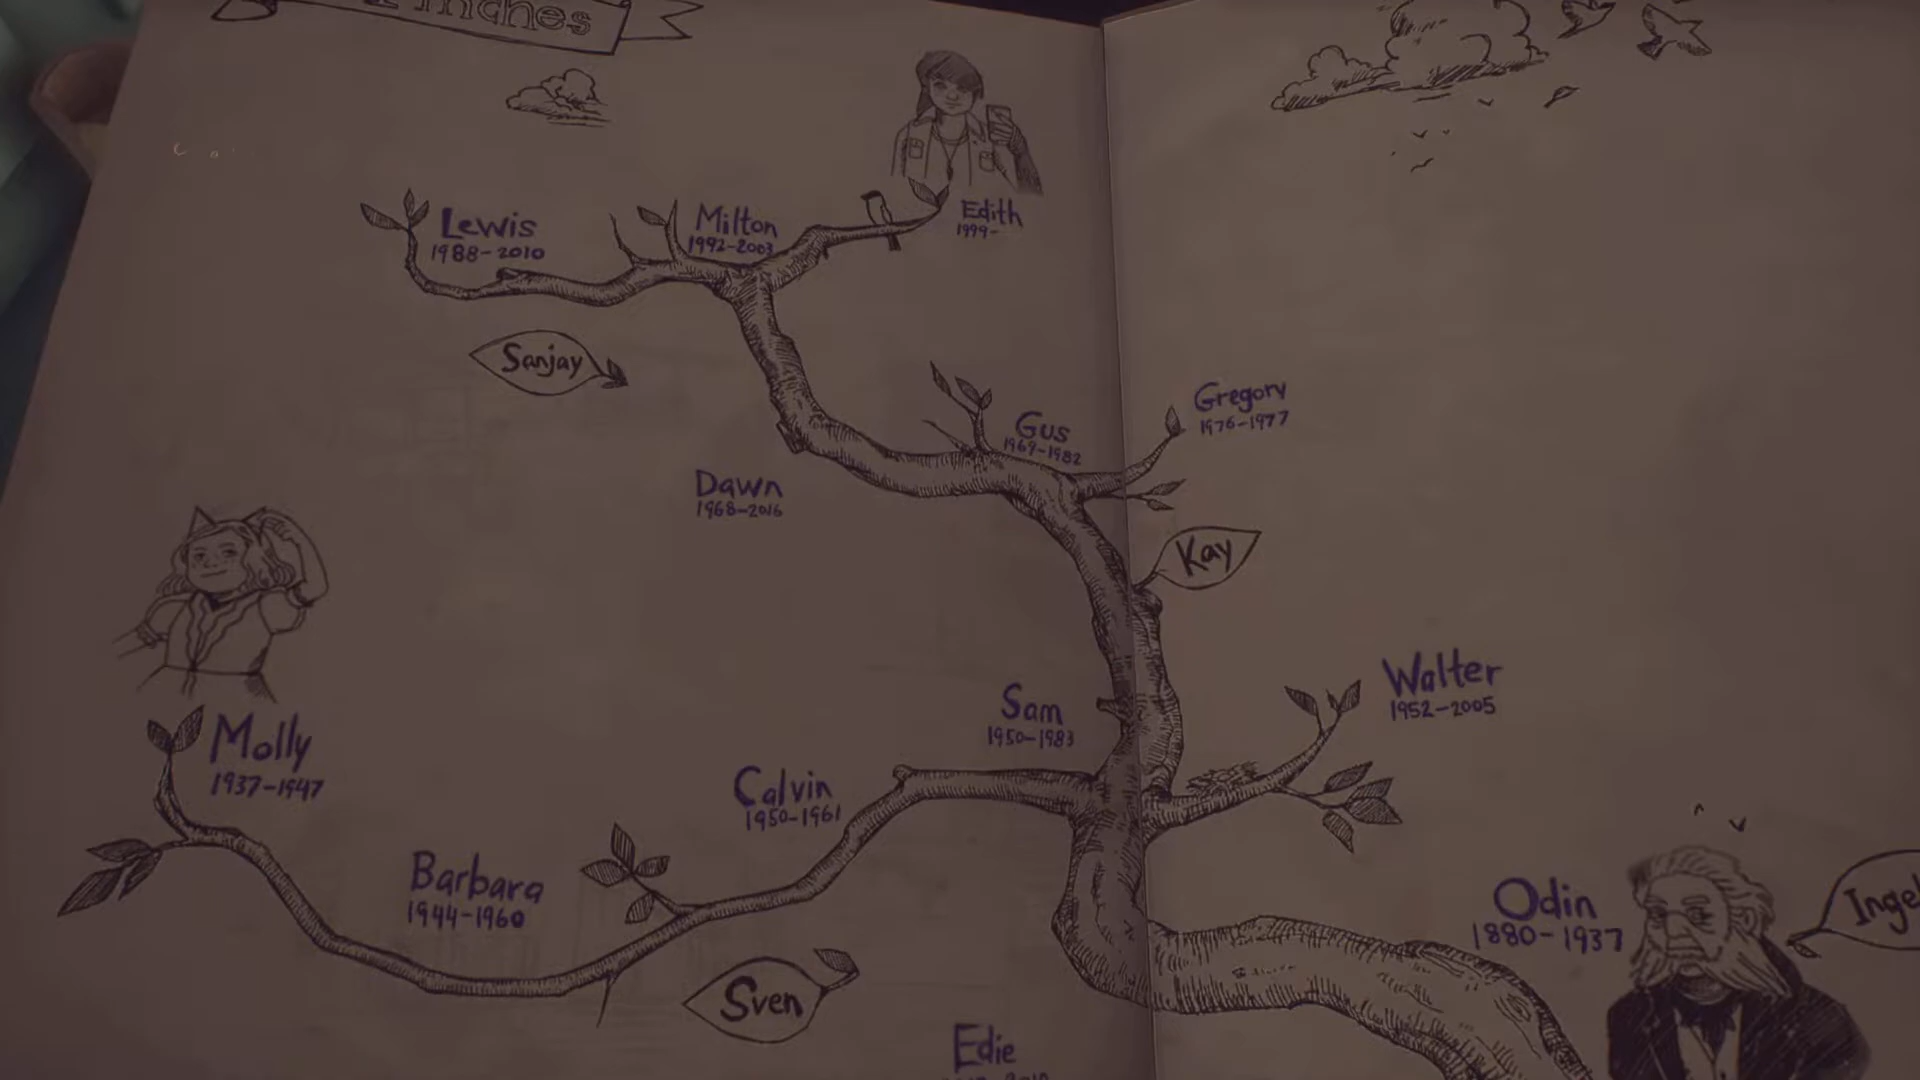 Lewis
1988-2010
Milton
1992-2003
Edith
1999-
Sanjay
Gus
1969-1982
Gregory
1976-1977
Dawn
1968-2016
Kay
Sam
1950-1983
Walter
1952-2005
Molly
1937-1947
Calvin
1950-1961
Barbara
1944-1960
Odin
1880-1937
Sven
Edie